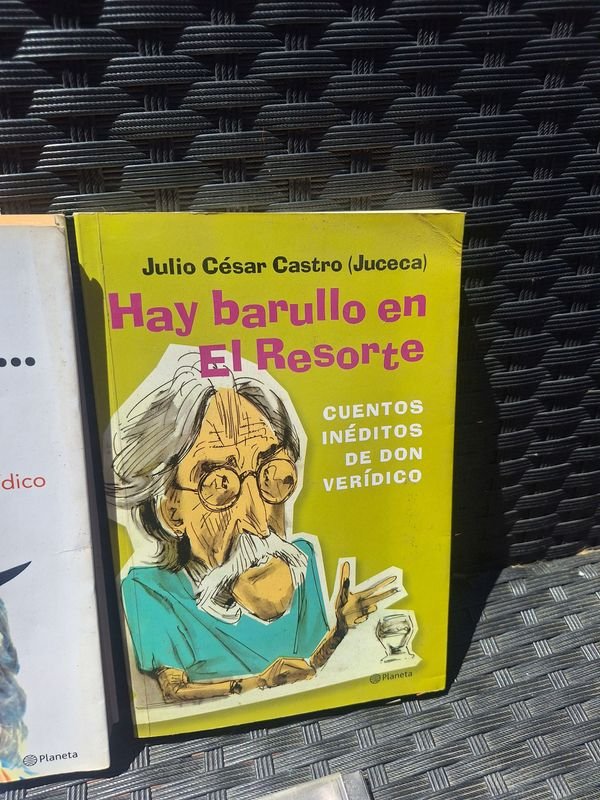 Julio César Castro (Juceca)
Hay barullo en
El Resorte
CUENTOS
INÉDITOS
DE DON
VERÍDICO
Planeta
...
dico
Planeta